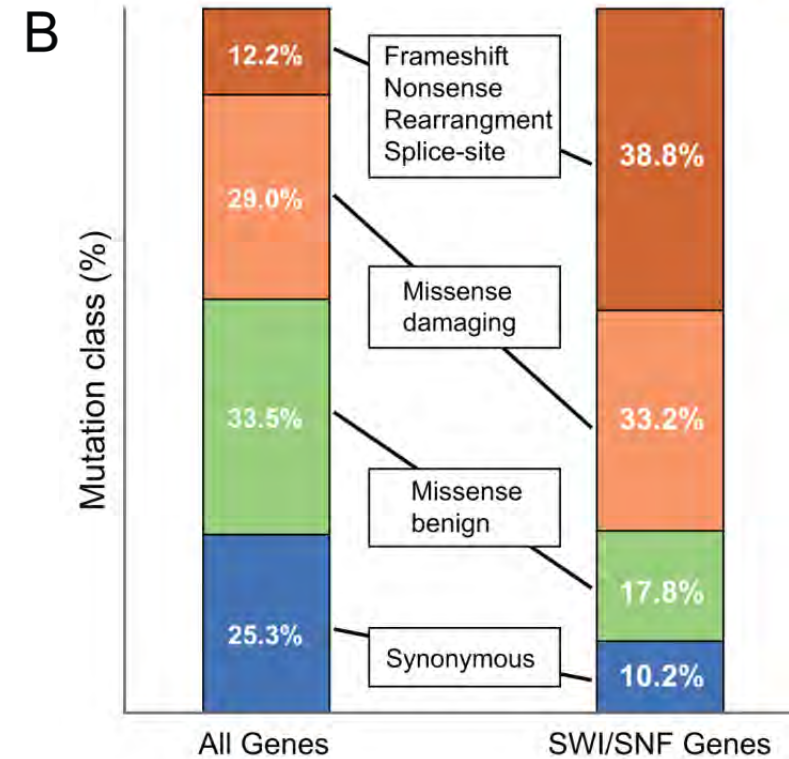 B
Mutation class (%)
12.2%
29.0%
33.5%
25.3%
Frameshift
Nonsense
Rearrangment
Splice-site
Missense
damaging
Missense
benign
Synonymous
38.8%
33.2%
17.8%
10.2%
All Genes
SWI/SNF Genes